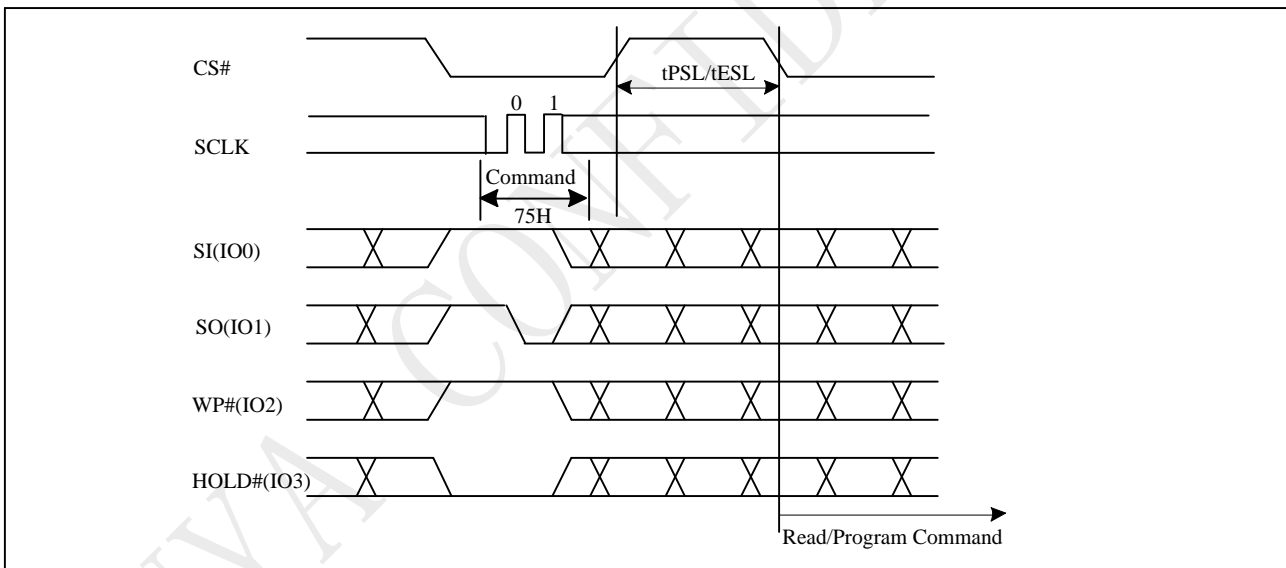 CS#
tPSL/tESL
0 1
SCLK
Command
75H
SI(IO0)
SO(IO1)
WP#(IO2)
HOLD#(IO3)
Read/Program Command